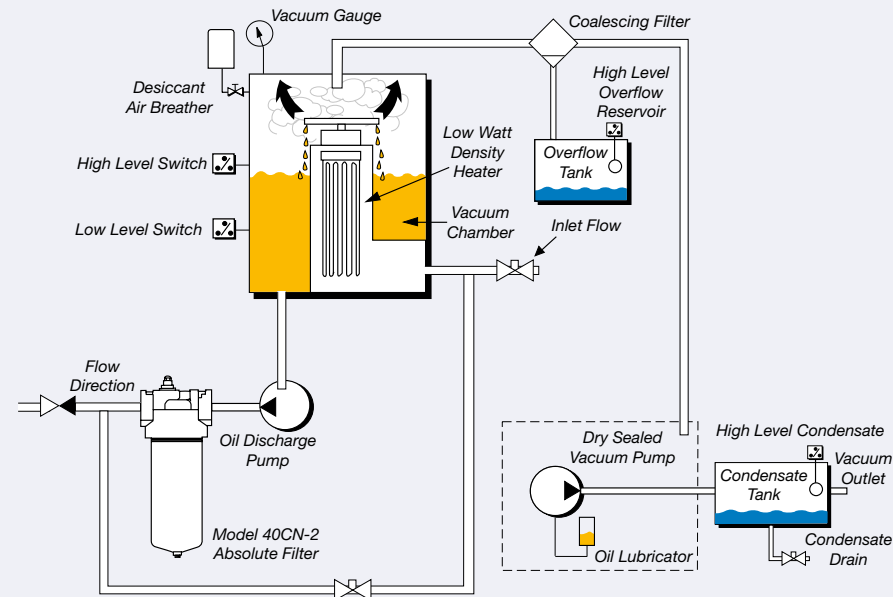 Vacuum Gauge
Coalescing Filter
Desiccant
Air Breather
High Level
Overflow
Reservoir
High Level Switch
Low Watt
Density
Heater
Overflow
Tank
Low Level Switch
Vacuum
Chamber
Inlet Flow
Flow
Direction
Oil Discharge
Pump
Dry Sealed
Vacuum Pump
High Level Condensate
Condensate
Tank
Vacuum
Outlet
Model 40CN-2
Absolute Filter
Oil Lubricator
Condensate
Drain